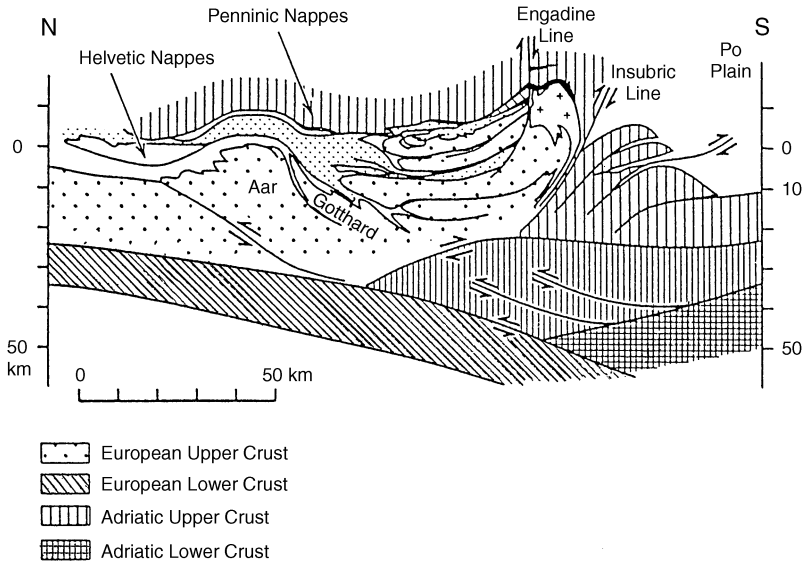 N
Penninic Nappes
Helvetic Nappes
Engadine
Line
S
Po
Plain
Insubric
Line
0
0
10
50
km
50
Aar
Gotthard
0
50 km
European Upper Crust
European Lower Crust
Adriatic Upper Crust
Adriatic Lower Crust